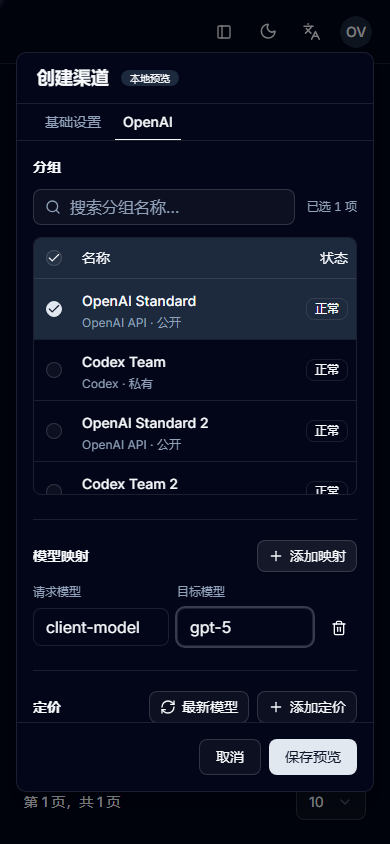 OV
创建渠道 本地预览
基础设置 OpenAI
分组
搜索分组名称... 已选 1 项
名称 状态
OpenAI Standard 正常
OpenAI API · 公开
Codex Team 正常
Codex · 私有
OpenAI Standard 2 正常
OpenAI API · 公开
Codex Team 2 正常
模型映射 添加映射
请求模型 目标模型
client-model gpt-5
定价 最新模型 添加定价
取消 保存预览
第 1 页，共 1 页 10